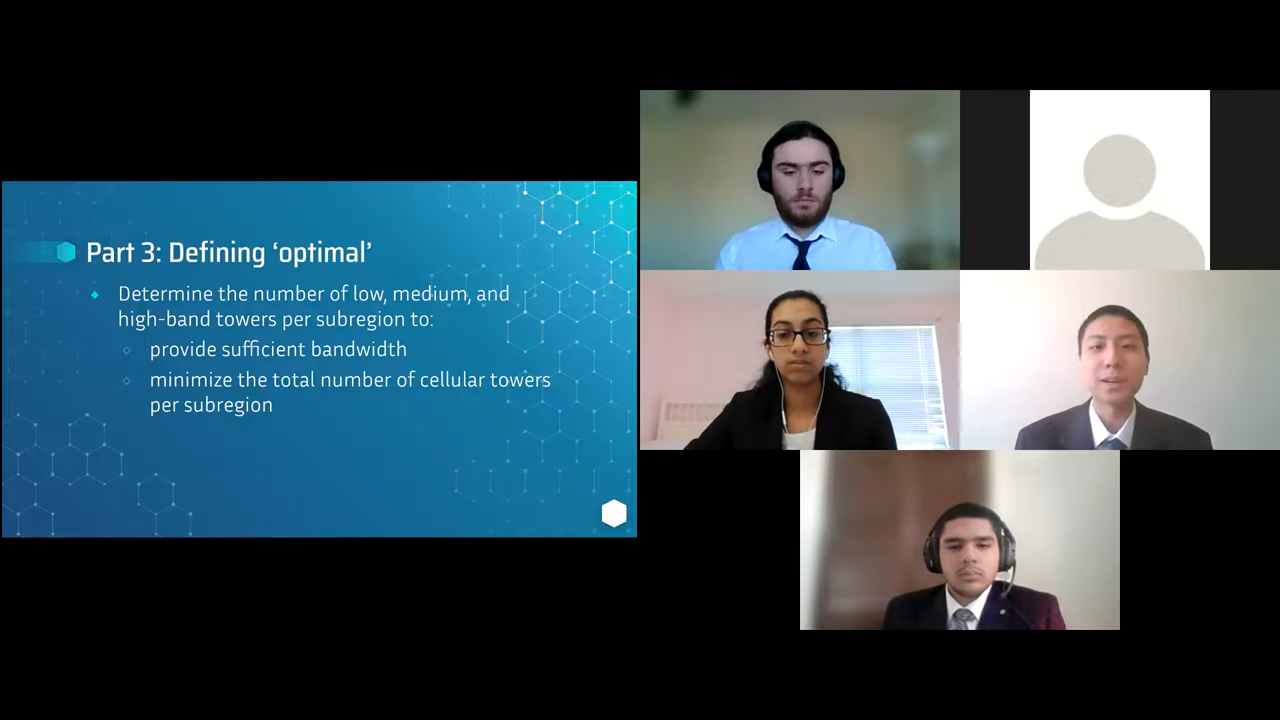 Part 3: Defining ‘optimal’
Determine the number of low, medium, and
high-band towers per subregion to:
provide sufficient bandwidth
minimize the total number of cellular towers
per subregion